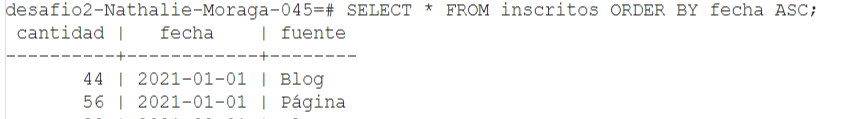 desafio2-Nathalie-Moraga-045=# SELECT * FROM inscritos ORDER BY fecha ASC;
cantidad | fecha | fuente
----------+------------+--------
44 | 2021-01-01 | Blog
56 | 2021-01-01 | Página